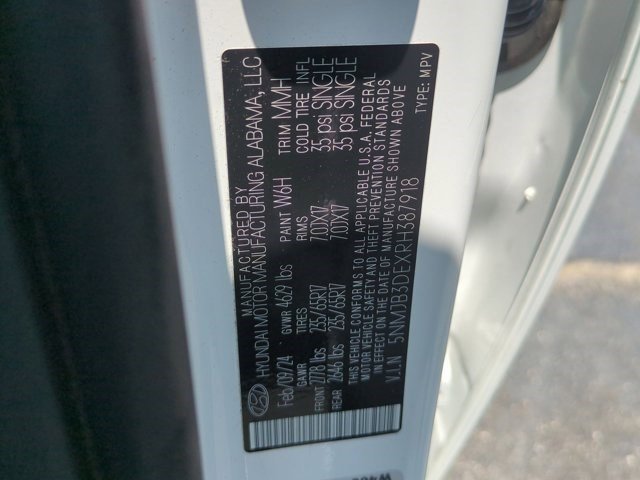 MANUFACTURED BY
HYUNDAI MOTOR MANUFACTURING ALABAMA, LLC
Feb/09/24 GVWR 4629 lbs PAINT W6H TRIM MMH
GAWR TIRES RIMS COLD TIRE INFL
FRONT 2778 lbs 235/65R17 7.0JX17 35 psi SINGLE
REAR 2646 lbs 235/65R17 7.0JX17 35 psi SINGLE
THIS VEHICLE CONFORMS TO ALL APPLICABLE U.S.A. FEDERAL
MOTOR VEHICLE SAFETY AND THEFT PREVENTION STANDARDS
IN EFFECT ON THE DATE OF MANUFACTURE SHOWN ABOVE
V.I.N 5NMJB3DEXRH387918 TYPE: MPV